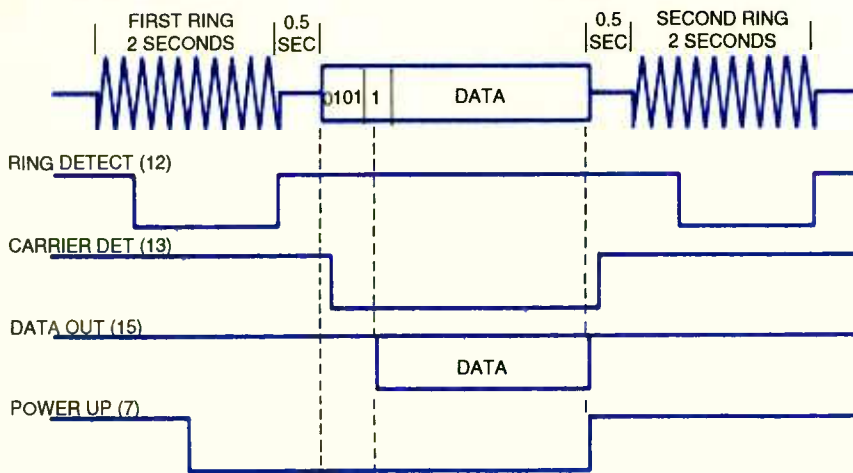 FIRST RING
2 SECONDS
0.5
SEC
0.5
SEC
SECOND RING
2 SECONDS
0101
1
DATA
RING DETECT (12)
CARRIER DET (13)
DATA OUT (15)
DATA
POWER UP (7)